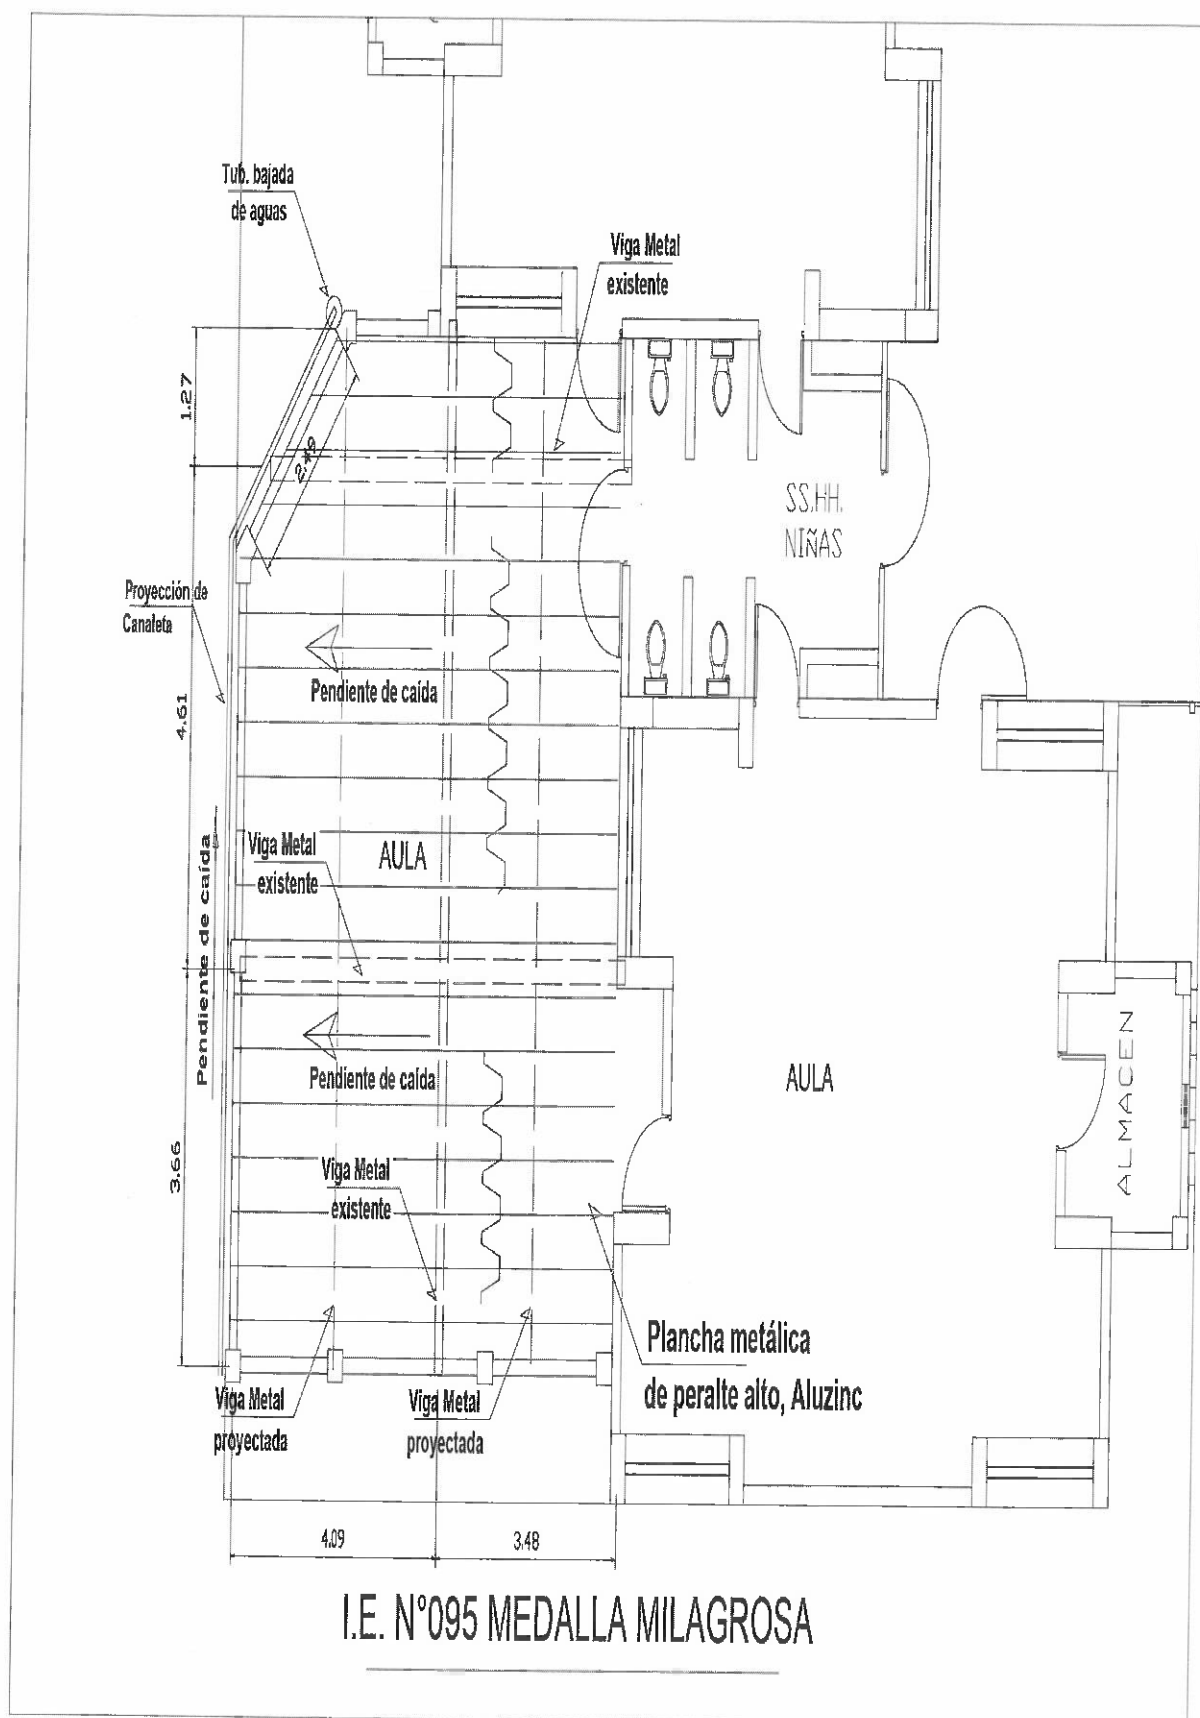 Tub. bajada
de aguas
Viga Metal
existente
1.27
SS.HH.
NIÑAS
Proyección de
Canaleta
Pendiente de caída
4.61
Viga Metal
existente
AULA
Pendiente de caída
Pendiente de caída
AULA
ALMACEN
3.66
Viga Metal
existente
Plancha metálica
de peralte alto, Aluzinc
Viga Metal
proyectada
Viga Metal
proyectada
4.09
3.48
I.E. N°095 MEDALLA MILAGROSA